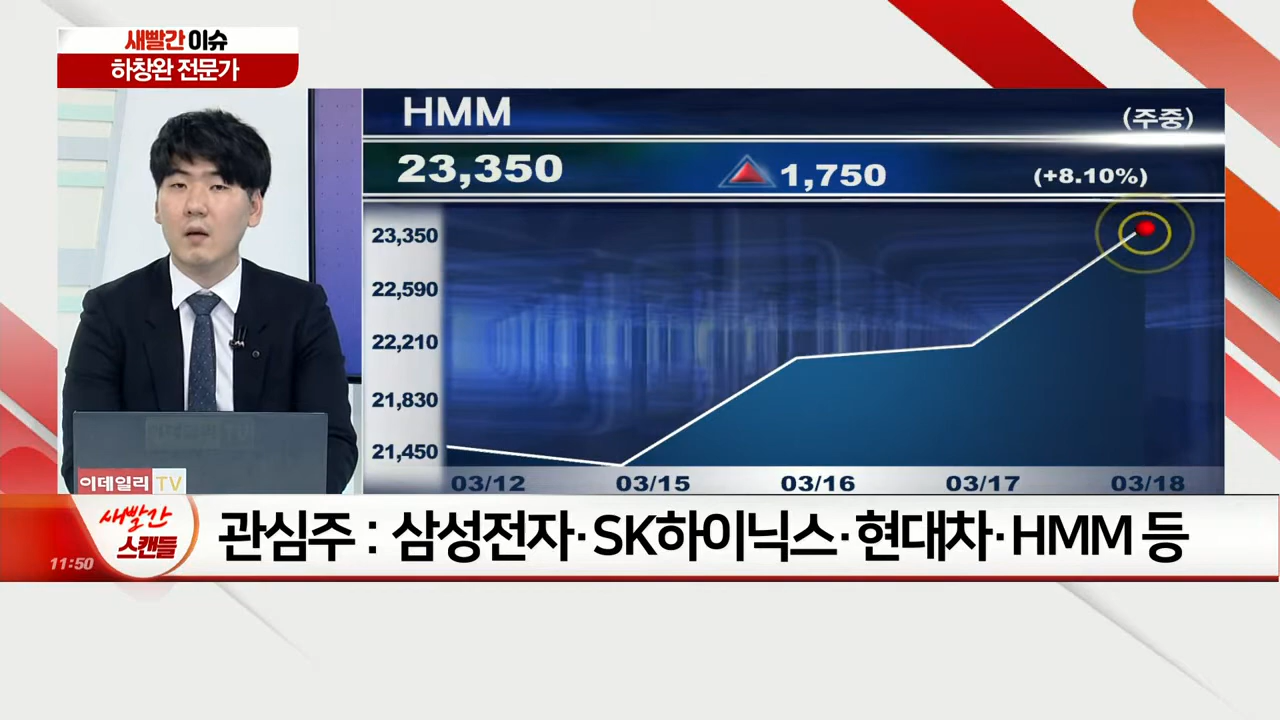 새빨간 이슈
하창완 전문가
HMM
(주중)
23,350
1,750
(+8.10%)
23,350
22,590
22,210
21,830
21,450
03/12
03/15
03/16
03/17
03/18
이데일리TV
새빨간
스캔들
11:50
관심주 : 삼성전자·SK하이닉스·현대차·HMM 등